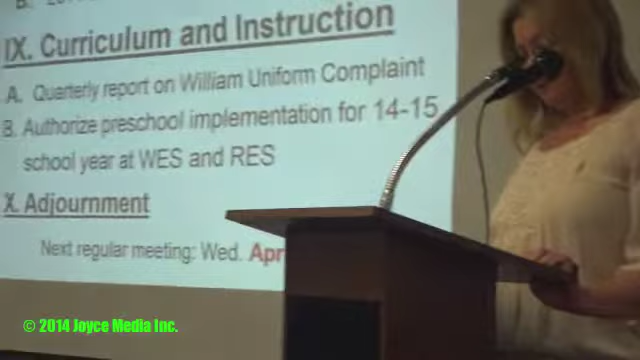 B.
IX. Curriculum and Instruction
A. Quarterly report on William Uniform Complaint
B. Authorize preschool implementation for 14-15
school year at WES and RES
X. Adjournment
Next regular meeting: Wed. Apr
© 2014 Joyce Media Inc.